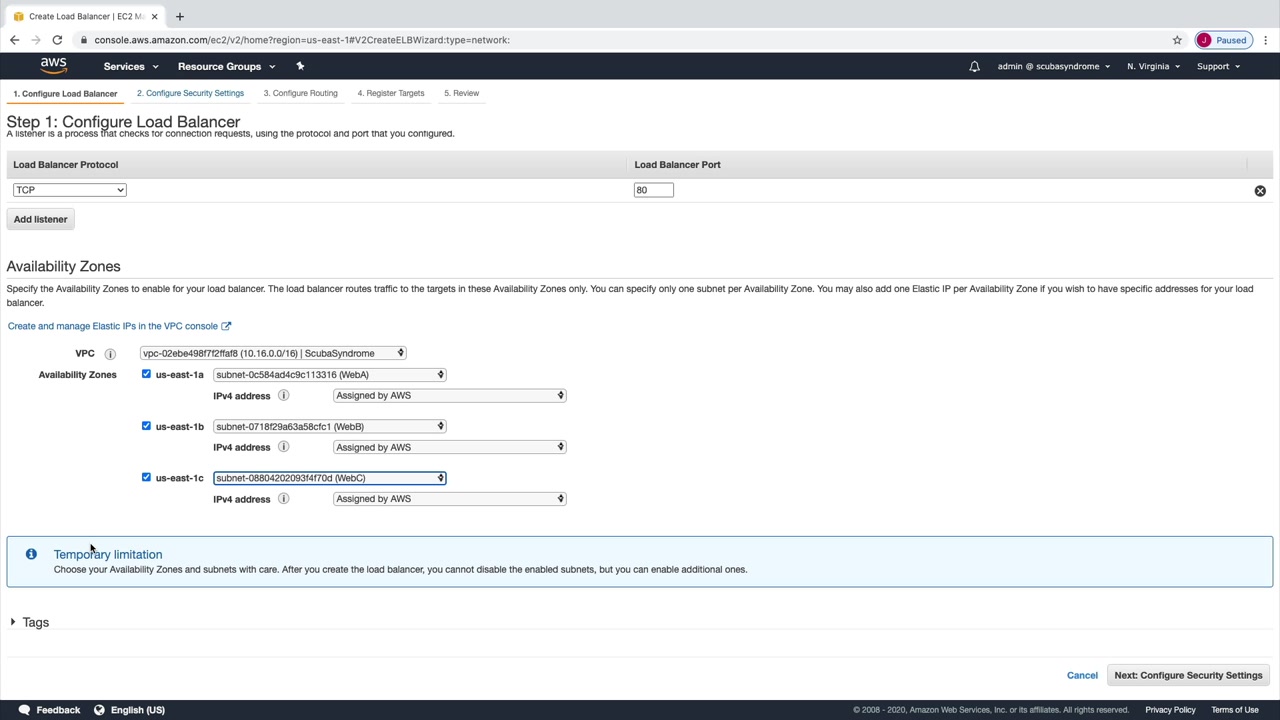 Create Load Balancer | EC2 M
console.aws.amazon.com/ec2/v2/home?region=us-east-1#V2CreateELBWizard:type=network:
J Paused
aws Services Resource Groups admin @ scubasyndrome N. Virginia Support
1. Configure Load Balancer 2. Configure Security Settings 3. Configure Routing 4. Register Targets 5. Review
Step 1: Configure Load Balancer
A listener is a process that checks for connection requests, using the protocol and port that you configured.
Load Balancer Protocol Load Balancer Port
TCP 80
Add listener
Availability Zones
Specify the Availability Zones to enable for your load balancer. The load balancer routes traffic to the targets in these Availability Zones only. You can specify only one subnet per Availability Zone. You may also add one Elastic IP per Availability Zone if you wish to have specific addresses for your load
balancer.
Create and manage Elastic IPs in the VPC console
VPC i vpc-02ebe498f7f2ffaf8 (10.16.0.0/16) | ScubaSyndrome
Availability Zones us-east-1a subnet-0c584ad4c9c113316 (WebA)
IPv4 address i Assigned by AWS
us-east-1b subnet-0718f29a63a58cfc1 (WebB)
IPv4 address i Assigned by AWS
us-east-1c subnet-08804202093f4f70d (WebC)
IPv4 address i Assigned by AWS
Temporary limitation
Choose your Availability Zones and subnets with care. After you create the load balancer, you cannot disable the enabled subnets, but you can enable additional ones.
Tags
Cancel Next: Configure Security Settings
Feedback English (US) © 2008 - 2020, Amazon Web Services, Inc. or its affiliates. All rights reserved. Privacy Policy Terms of Use